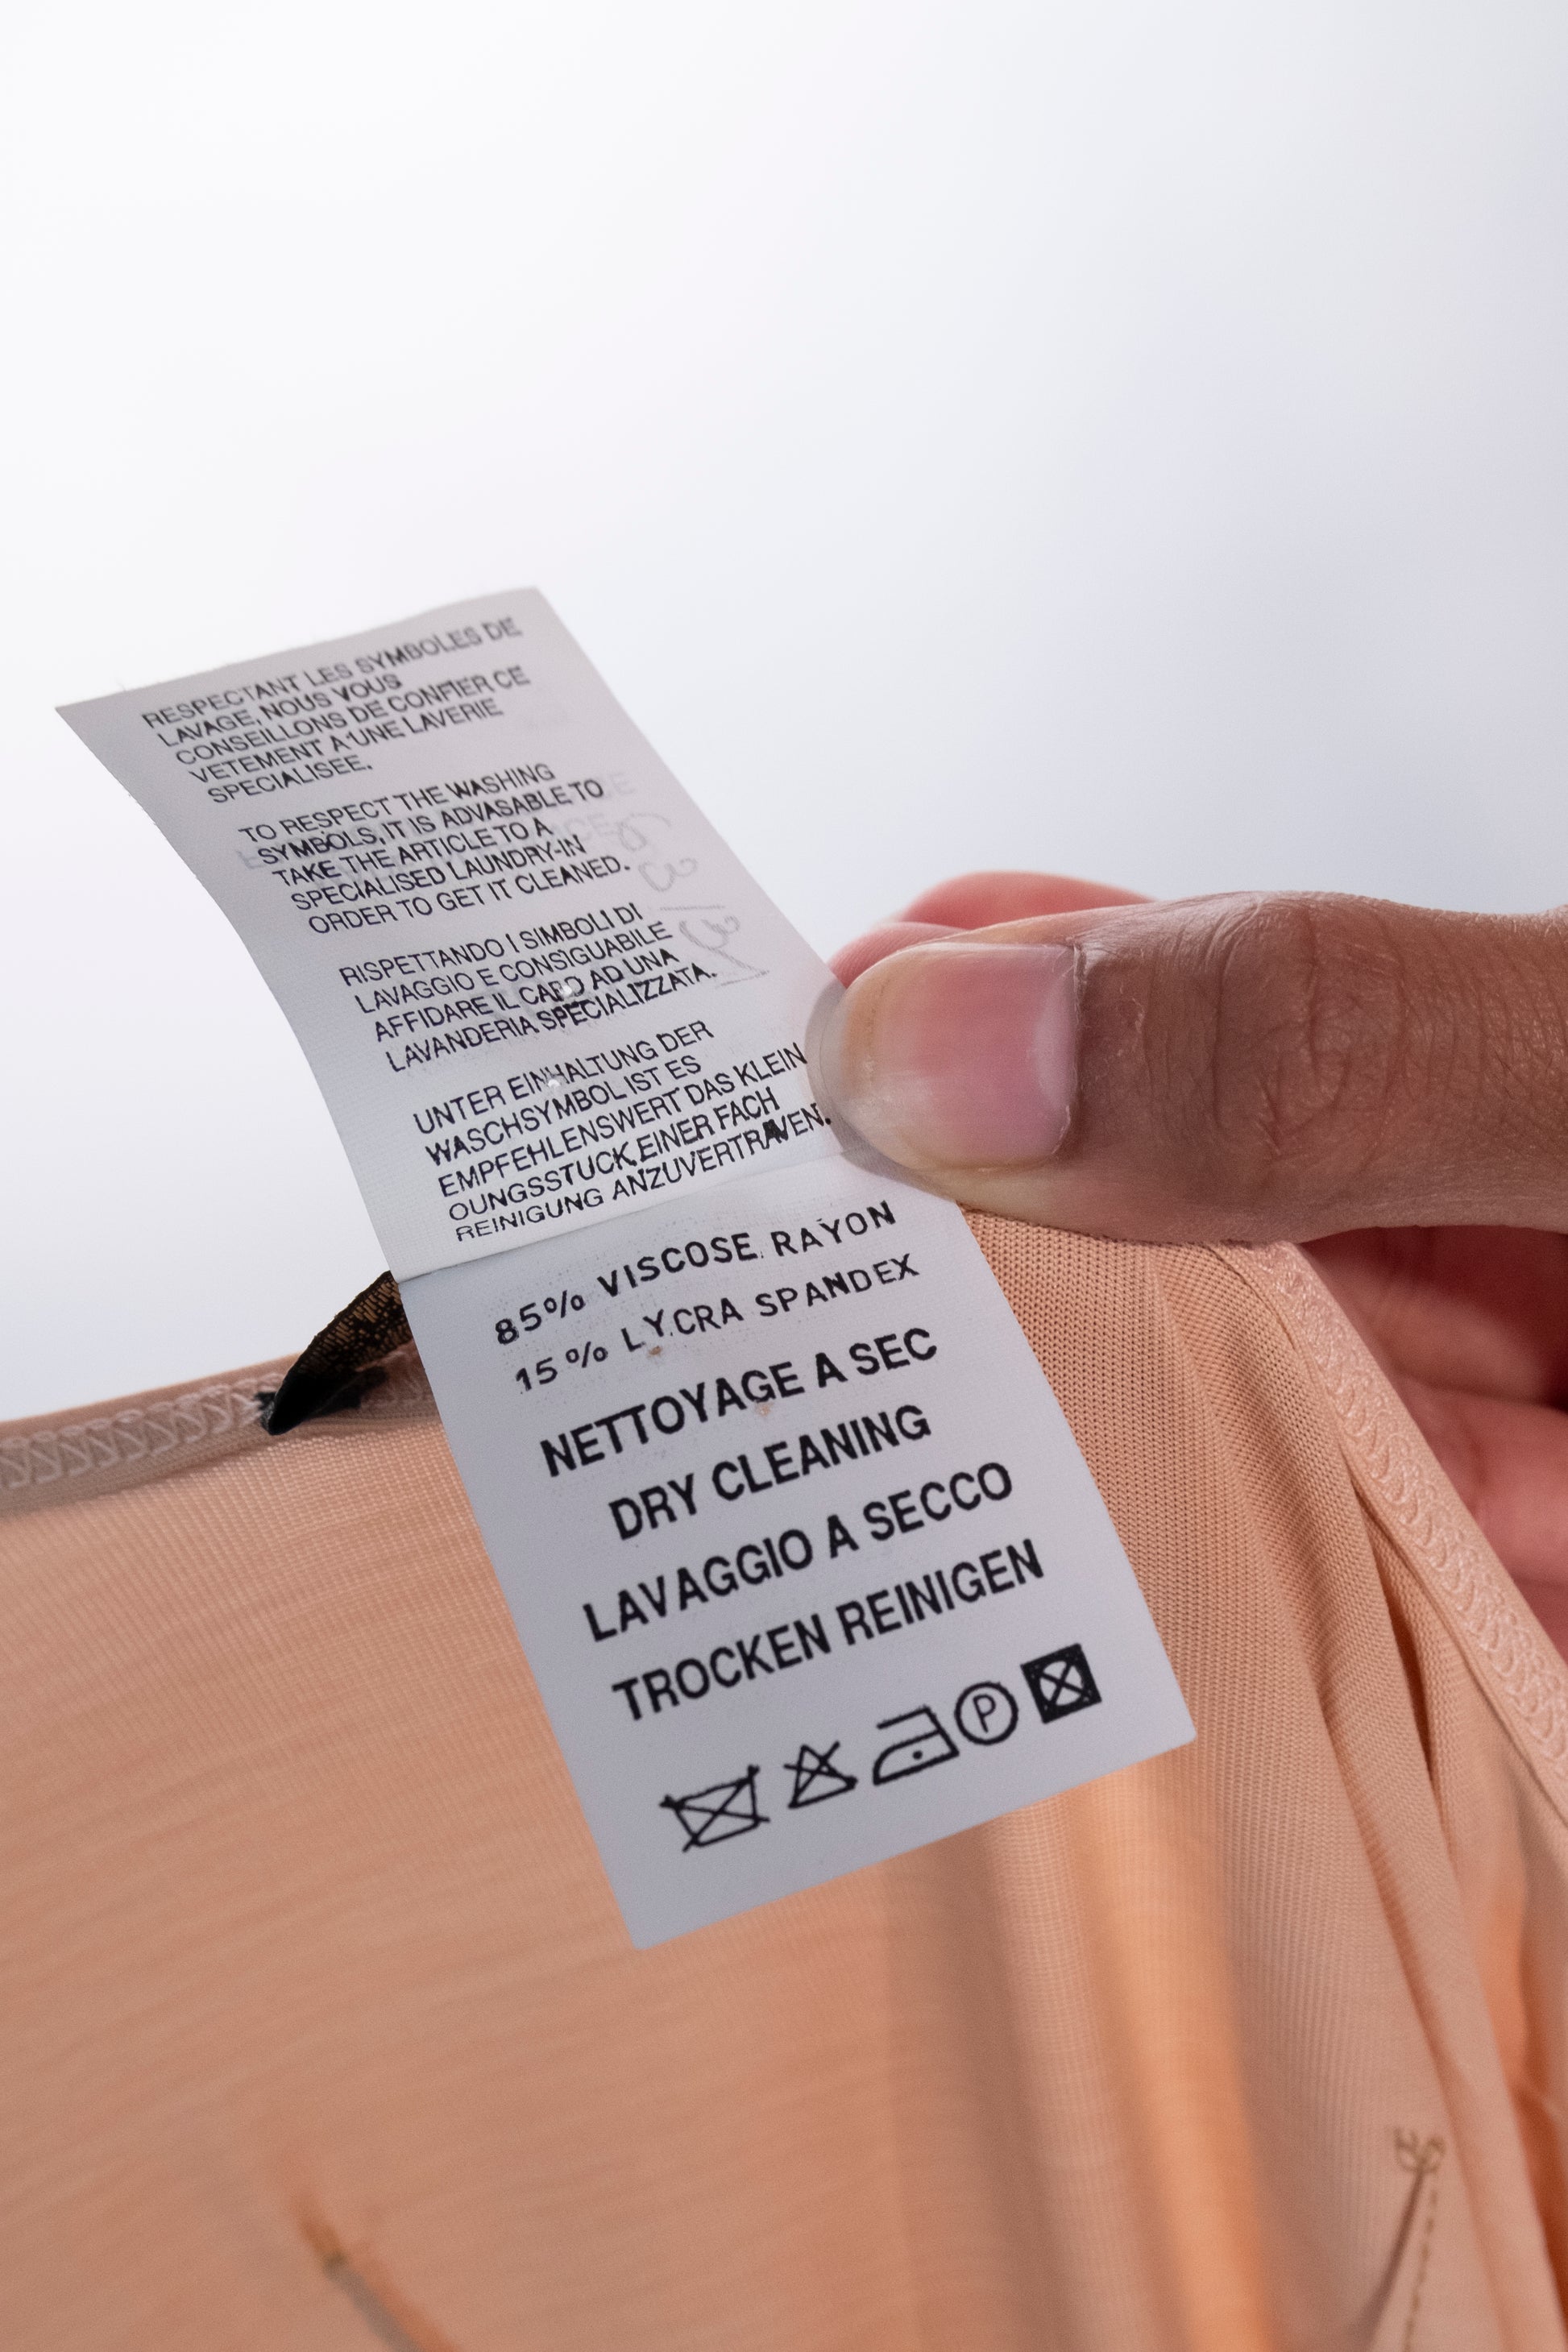 RESPECTANT LES SYMBOLES DE
LAVAGE, NOUS VOUS
CONSEILLONS DE CONFIER CE
VETEMENT A'UNE LAVERIE
SPECIALISEE.
TO RESPECT THE WASHING
SYMBOLS, IT IS ADVASABLE TO
TAKE THE ARTICLE TO A
SPECIALISED LAUNDRY-IN
ORDER TO GET IT CLEANED.
RISPETTANDO I SIMBOLI DI
LAVAGGIO E CONSIGUABILE
AFFIDARE IL CAPO AD UNA
LAVANDERIA SPECIALIZZATA.
UNTER EINHALTUNG DER
WASCHSYMBOL IST ES
EMPFEHLENSWERT DAS KLEIN
OUNGSSTUCK EINER FACH
REINIGUNG ANZUVERTRAVEN.
85% VISCOSE RAYON
15% LYCRA SPANDEX
NETTOYAGE A SEC
DRY CLEANING
LAVAGGIO A SECCO
TROCKEN REINIGEN
P